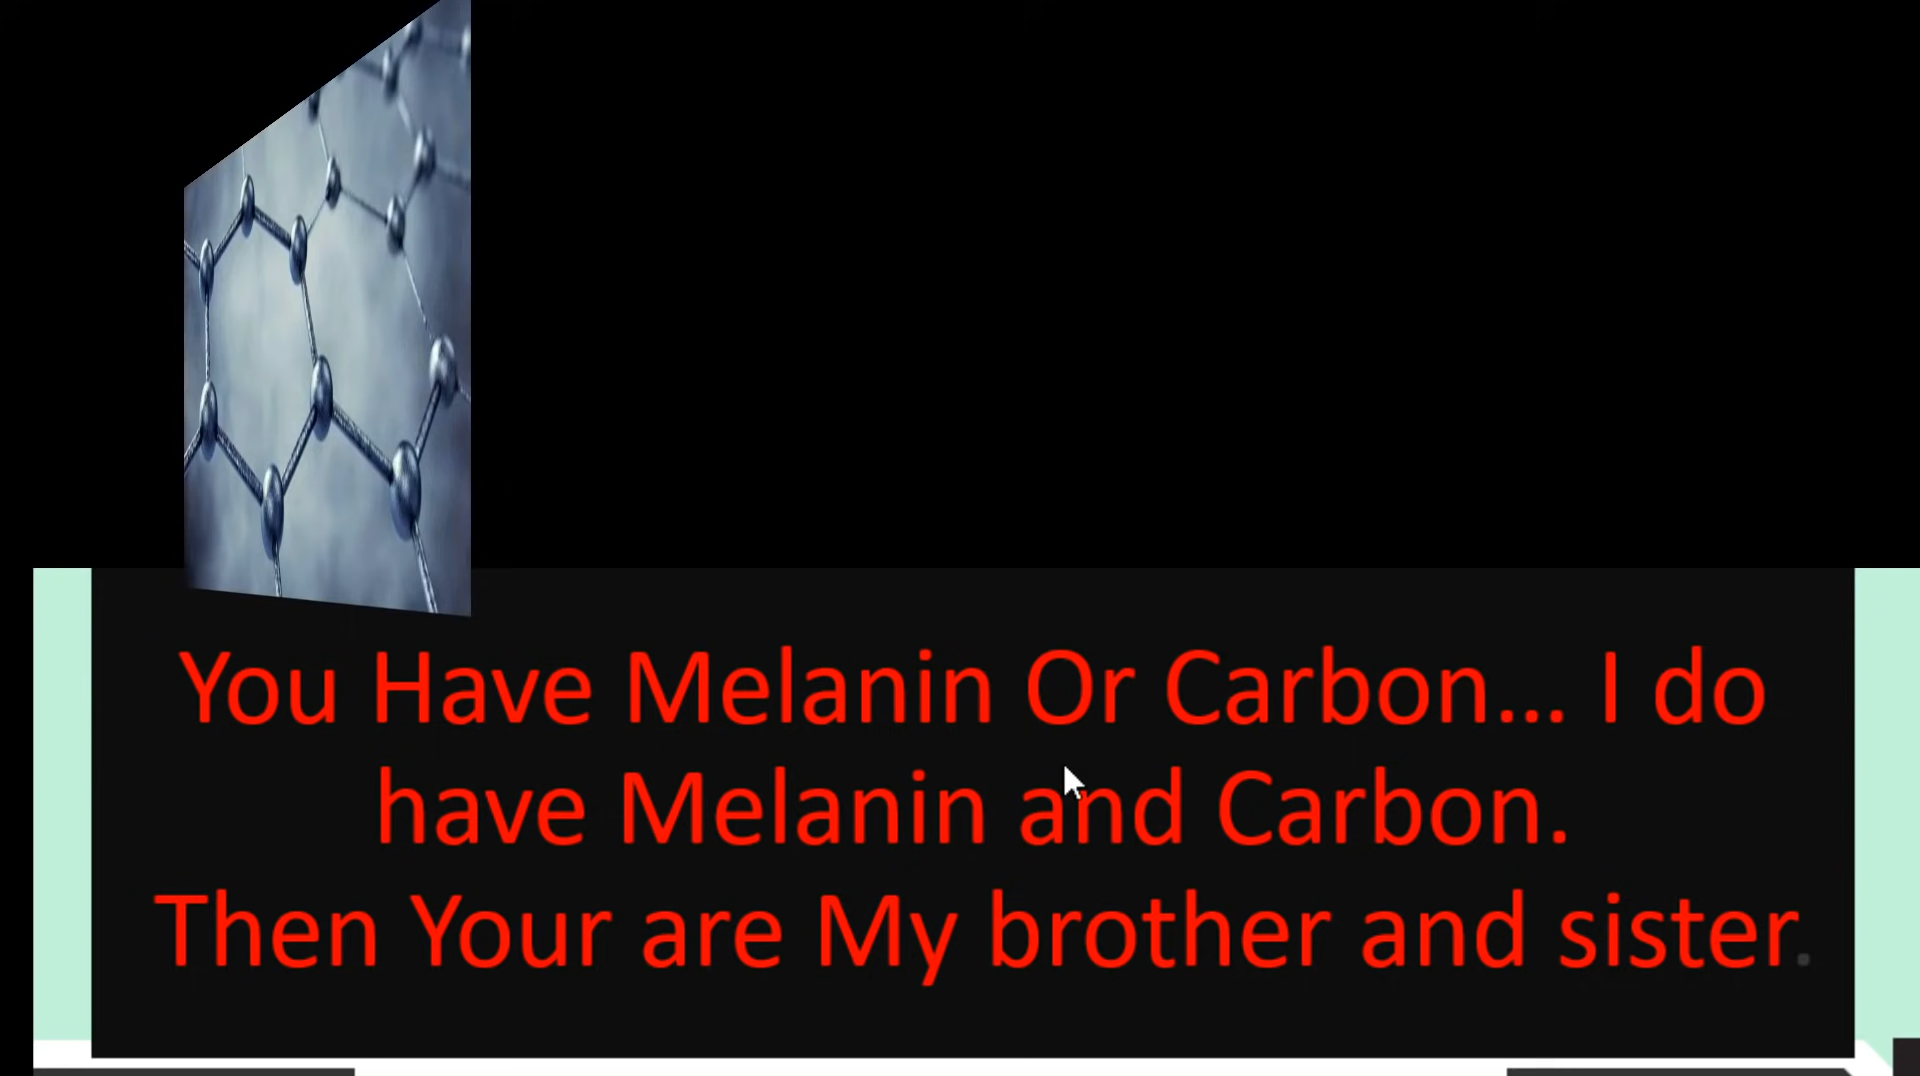 You Have Melanin Or Carbon... I do
have Melanin and Carbon.
Then Your are My brother and sister.